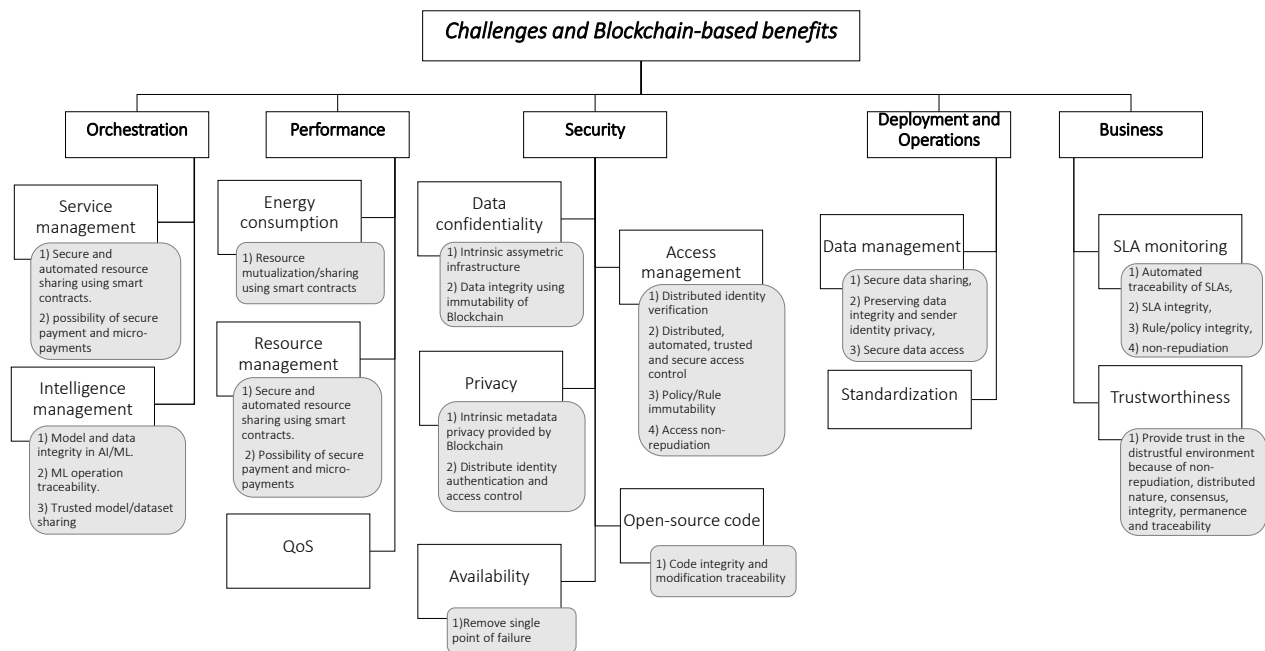 Challenges and Blockchain-based benefits
Orchestration
Performance
Security
Deployment and
Operations
Business
Service
management
1) Secure and
automated resource
sharing using smart
contracts.
2) possibility of secure
payment and micro-
payments
Intelligence
management
1) Model and data
integrity in AI/ML.
2) ML operation
traceability.
3) Trusted model/dataset
sharing
Energy
consumption
1) Resource
mutualization/sharing
using smart contracts
Resource
management
1) Secure and
automated resource
sharing using smart
contracts.
2) Possibility of secure
payment and micro-
payments
QoS
Data
confidentiality
1) Intrinsic assymetric
infrastructure
2) Data integrity using
immutability of
Blockchain
Privacy
1) Intrinsic metadata
privacy provided by
Blockchain
2) Distribute identity
authentication and
access control
Availability
1)Remove single
point of failure
Access
management
1) Distributed identity
verification
2) Distributed,
automated, trusted
and secure access
control
3) Policy/Rule
immutability
4) Access non-
repudiation
Open-source code
1) Code integrity and
modification traceability
Data management
1) Secure data sharing,
2) Preserving data
integrity and sender
identity privacy,
3) Secure data access
Standardization
SLA monitoring
1) Automated
traceability of SLAs,
2) SLA integrity,
3) Rule/policy integrity,
4) non-repudiation
Trustworthiness
1) Provide trust in the
distrustful environment
because of non-
repudiation, distributed
nature, consensus,
integrity, permanence
and traceability